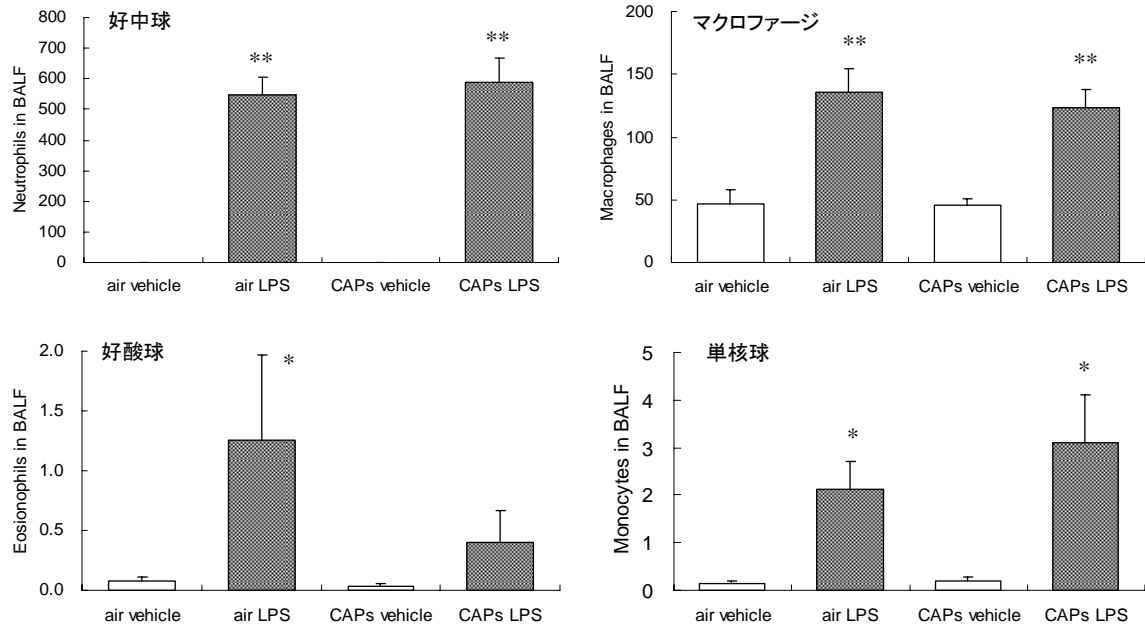 好中球
Neutrophils in BALF
800
700
600
500
400
300
200
100
0
**
**
air vehicle
air LPS
CAPs vehicle
CAPs LPS
マクロファージ
Macrophages in BALF
200
150
100
50
0
**
**
air vehicle
air LPS
CAPs vehicle
CAPs LPS
好酸球
Eosionophils in BALF
2.0
1.5
1.0
0.5
0.0
*
air vehicle
air LPS
CAPs vehicle
CAPs LPS
単核球
Monocytes in BALF
5
4
3
2
1
0
*
*
air vehicle
air LPS
CAPs vehicle
CAPs LPS